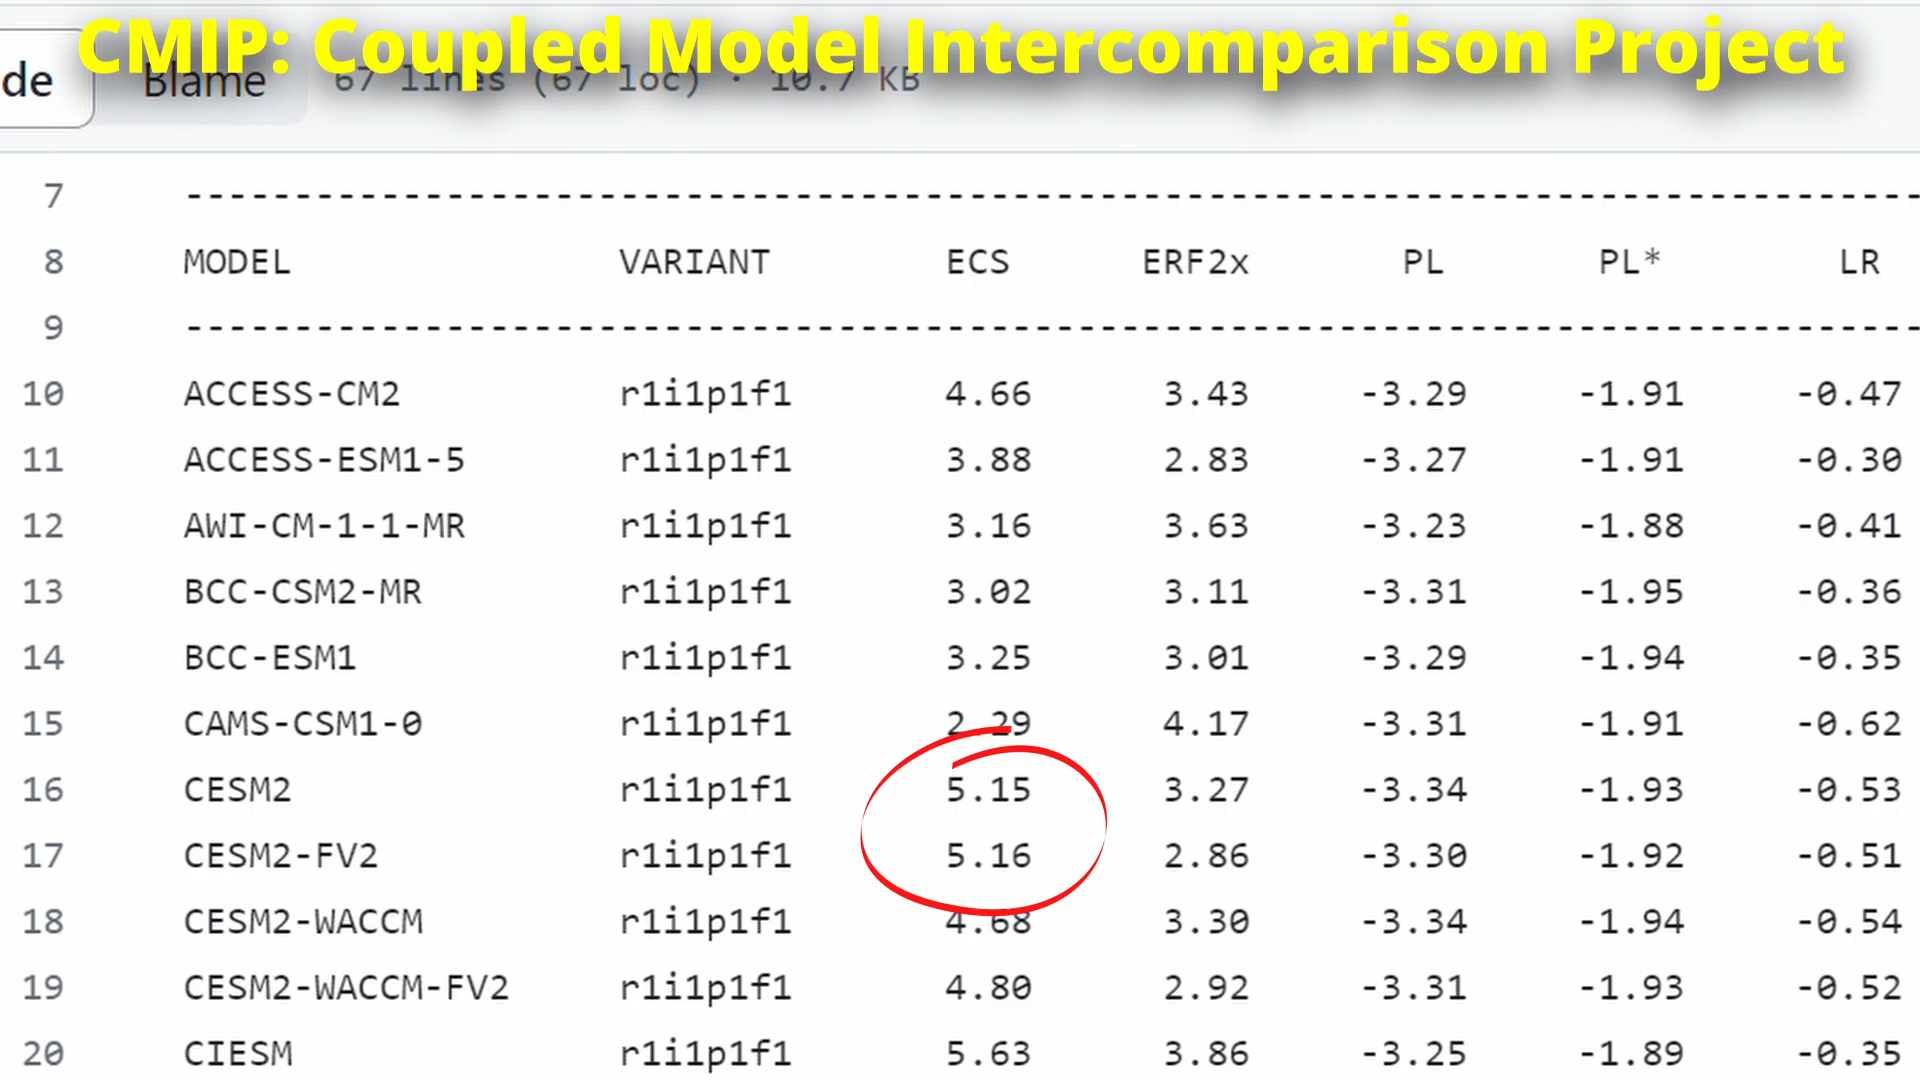 CMIP: Coupled Model Intercomparison Project
de Blame 67 lines (67 loc) · 10.7 KB
7 --------------------------------------------------------------------------------
8 MODEL VARIANT ECS ERF2x PL PL* LR
9 --------------------------------------------------------------------------------
10 ACCESS-CM2 r1i1p1f1 4.66 3.43 -3.29 -1.91 -0.47
11 ACCESS-ESM1-5 r1i1p1f1 3.88 2.83 -3.27 -1.91 -0.30
12 AWI-CM-1-1-MR r1i1p1f1 3.16 3.63 -3.23 -1.88 -0.41
13 BCC-CSM2-MR r1i1p1f1 3.02 3.11 -3.31 -1.95 -0.36
14 BCC-ESM1 r1i1p1f1 3.25 3.01 -3.29 -1.94 -0.35
15 CAMS-CSM1-0 r1i1p1f1 2.29 4.17 -3.31 -1.91 -0.62
16 CESM2 r1i1p1f1 5.15 3.27 -3.34 -1.93 -0.53
17 CESM2-FV2 r1i1p1f1 5.16 2.86 -3.30 -1.92 -0.51
18 CESM2-WACCM r1i1p1f1 4.68 3.30 -3.34 -1.94 -0.54
19 CESM2-WACCM-FV2 r1i1p1f1 4.80 2.92 -3.31 -1.93 -0.52
20 CIESM r1i1p1f1 5.63 3.86 -3.25 -1.89 -0.35